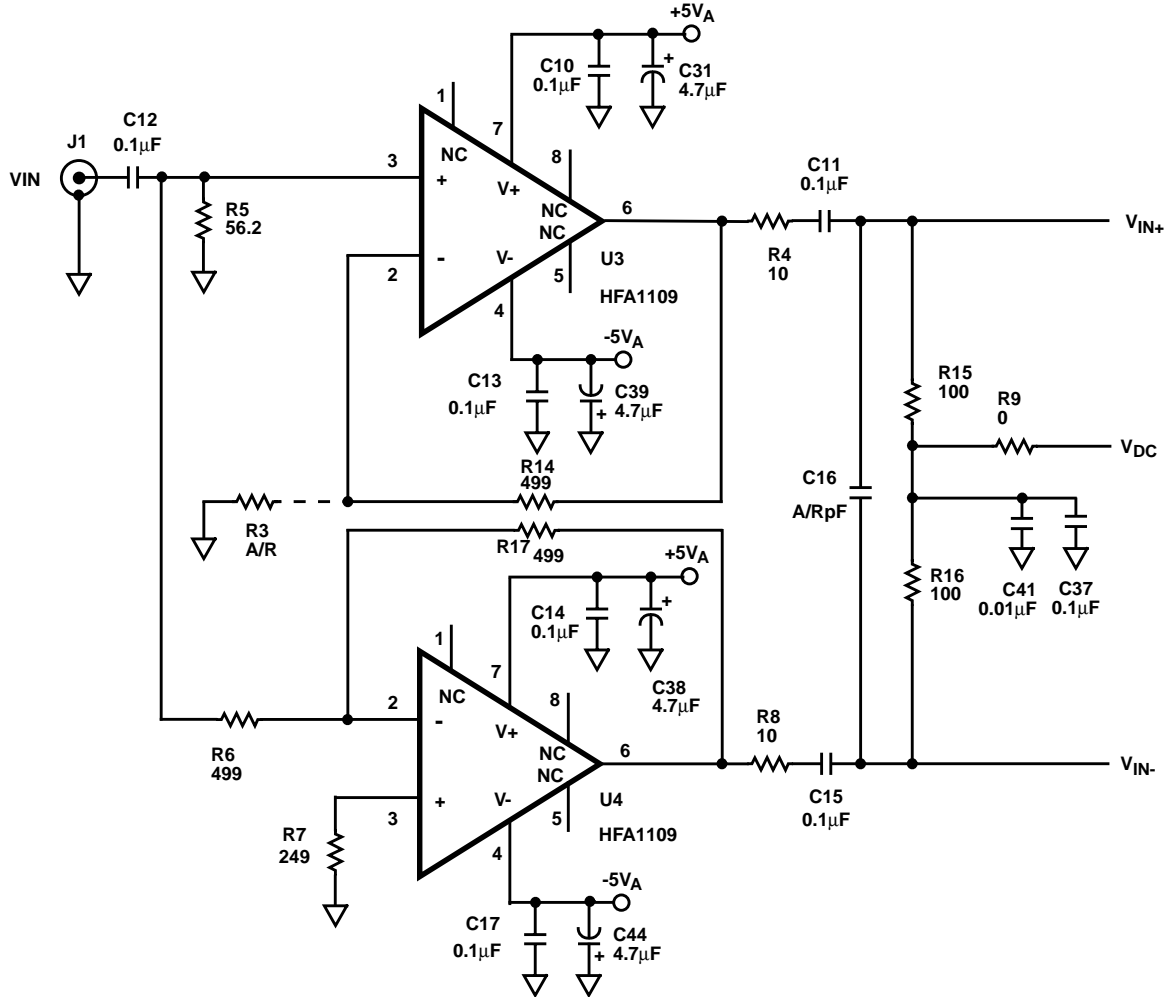 +5VA
C10
0.1µF
+
C31
4.7µF
1
7
C12
0.1µF
J1
VIN
NC
8
3
+
V+
C11
0.1µF
R5
56.2
NC
NC
6
VIN+
-
V-
U3
R4
10
2
5
HFA1109
4
-5VA
C13
0.1µF
C39
4.7µF
+
R15
100
R9
0
VDC
R14
499
C16
A/RpF
R3
A/R
R17
499
+5VA
R16
100
C41
0.01µF
C37
0.1µF
C14
0.1µF
+
1
7
C38
4.7µF
NC
8
2
-
V+
R8
10
R6
499
NC
NC
6
VIN-
+
V-
U4
C15
0.1µF
3
5
HFA1109
R7
249
4
-5VA
C17
0.1µF
C44
4.7µF
+